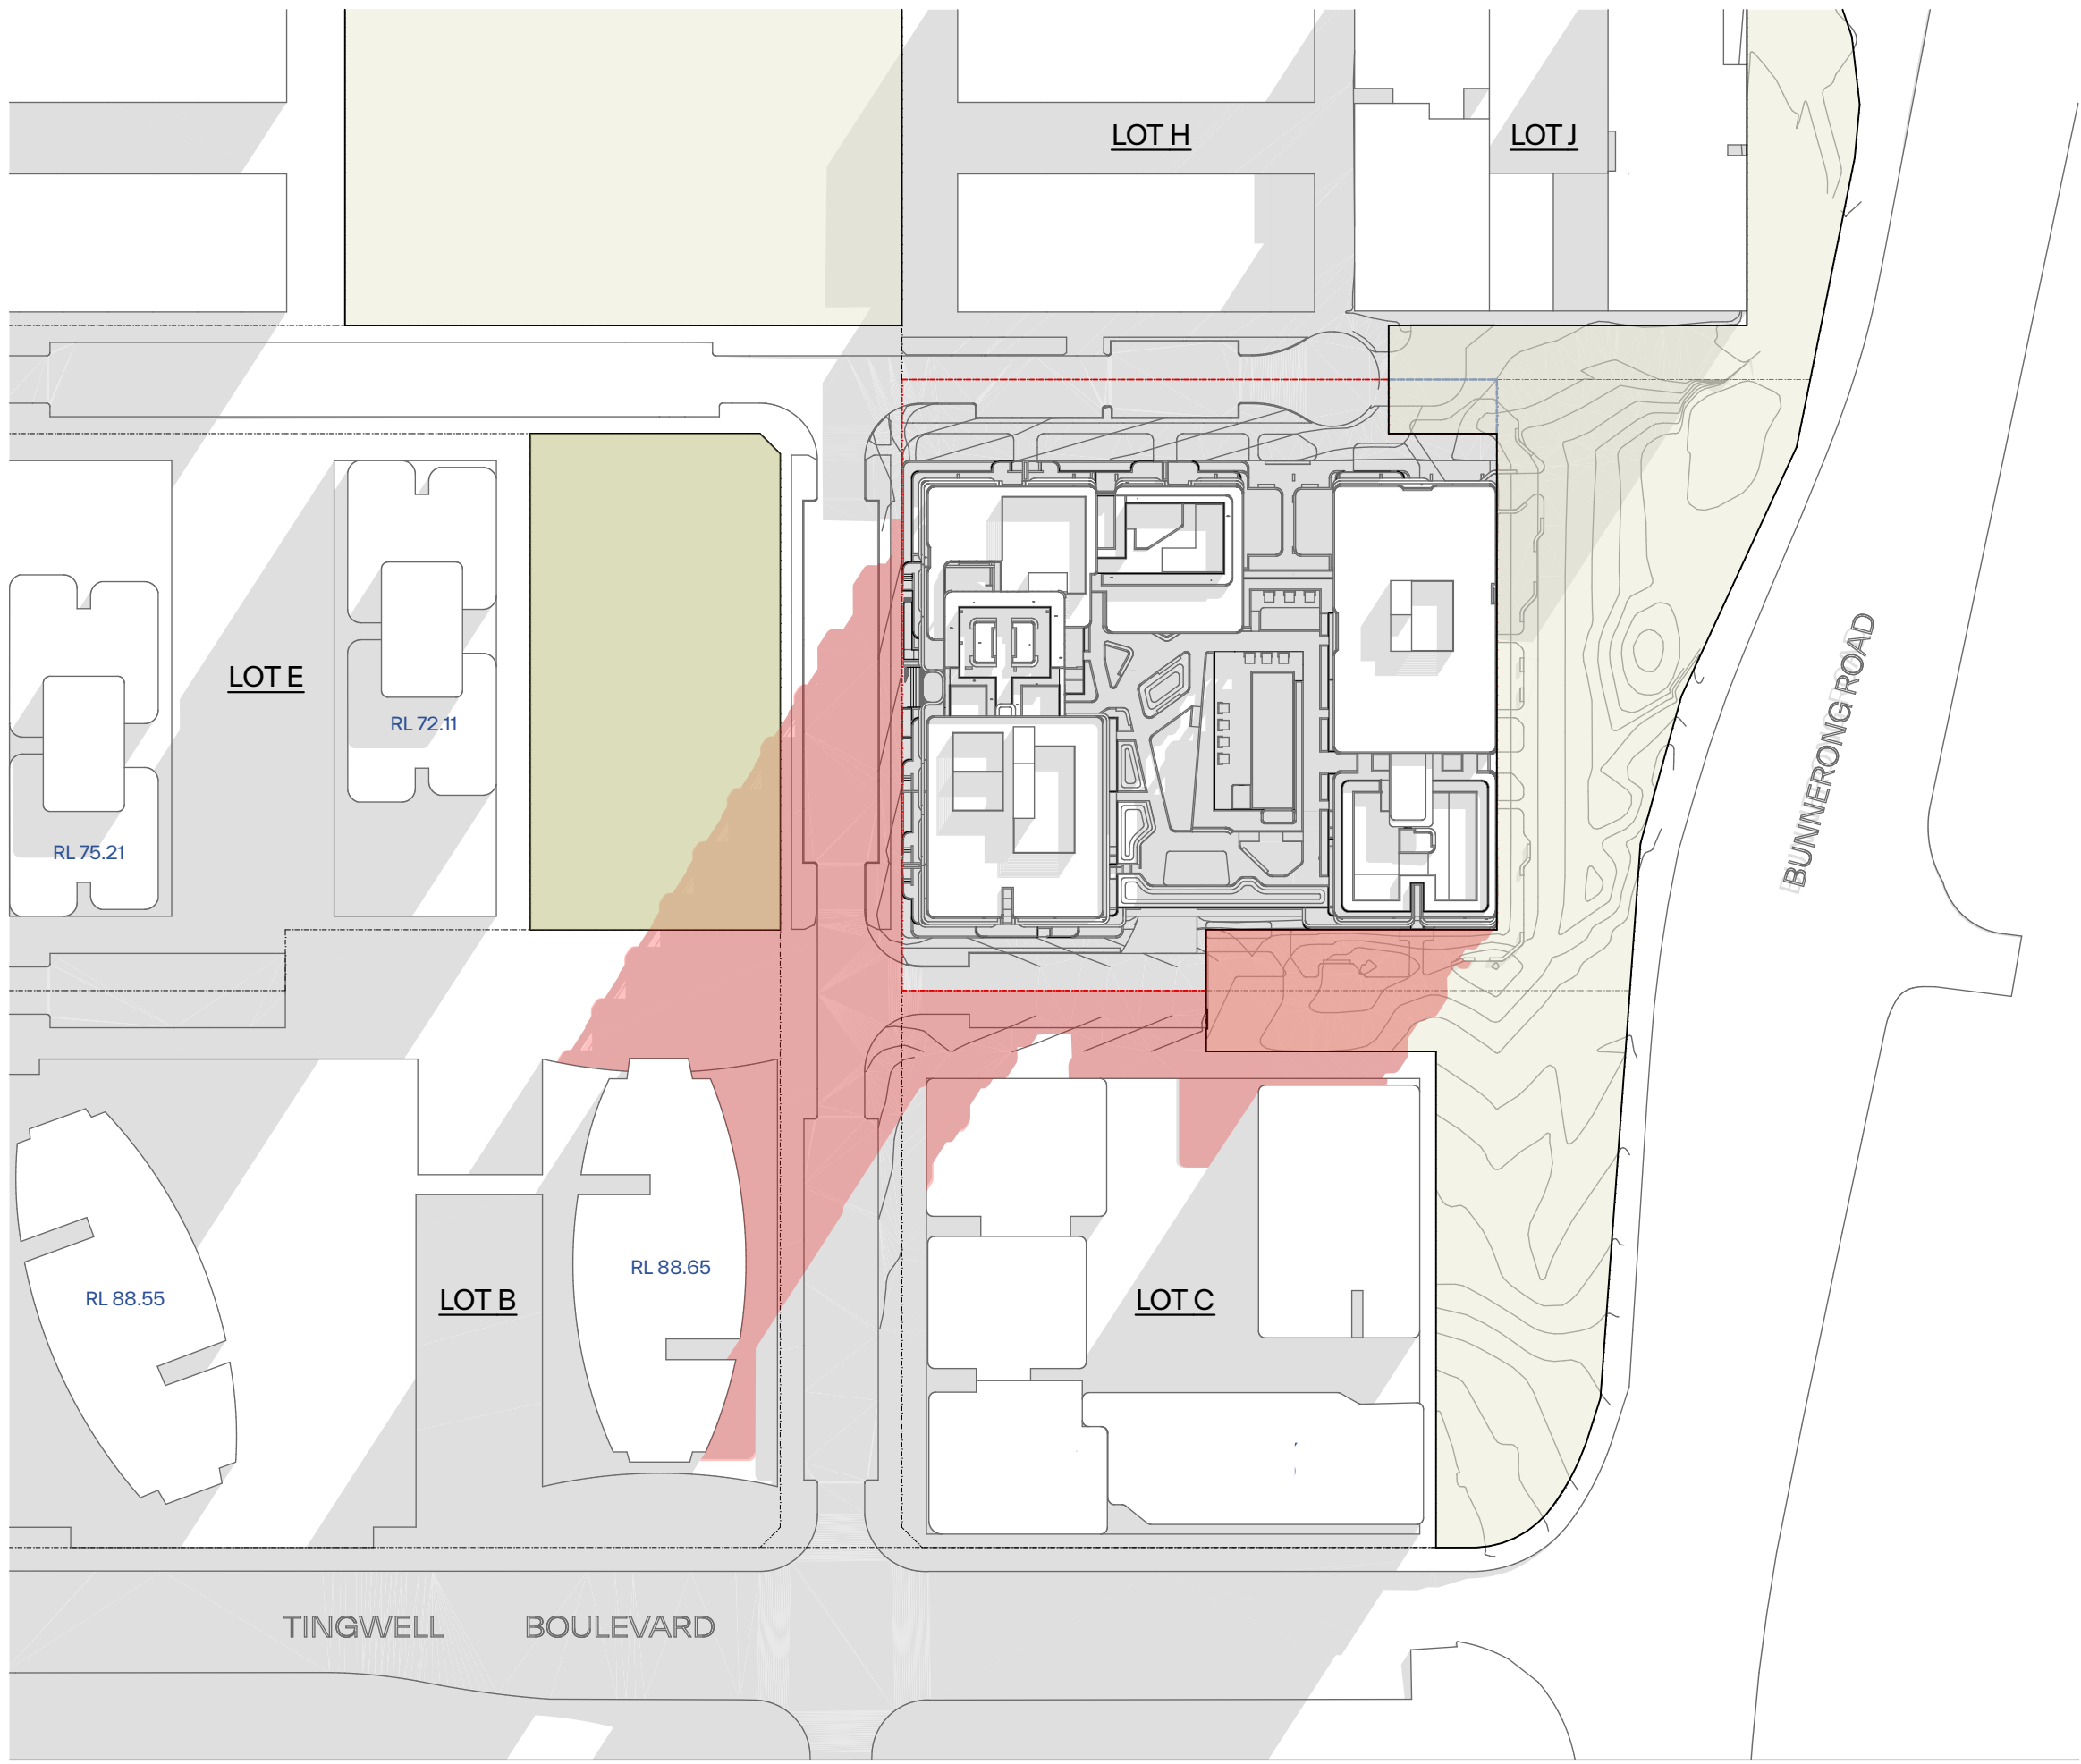 LOT H
LOT J
BUNNERONG ROAD
LOT E
RL 72.11
RL 75.21
RL 88.65
RL 88.55
LOT B
LOT C
TINGWELL BOULEVARD